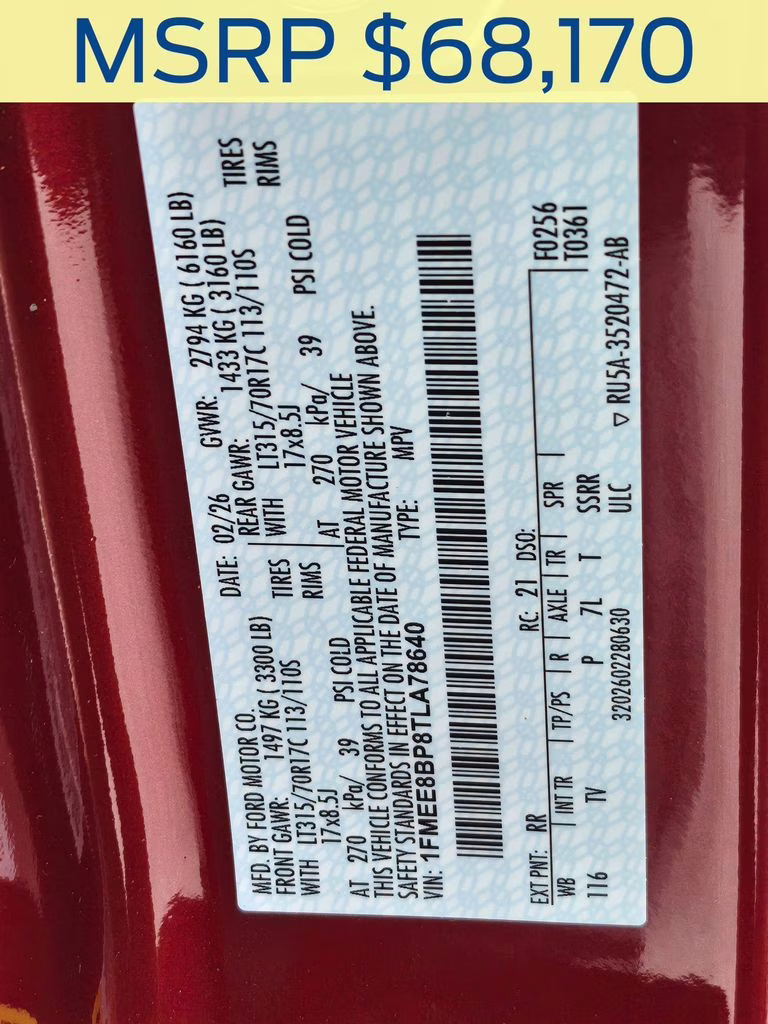 MSRP $68,170
MFD. BY FORD MOTOR CO.
DATE: 02/26 GVWR: 2794 KG ( 6160 LB)
FRONT GAWR: 1497 KG ( 3300 LB) REAR GAWR: 1433 KG ( 3160 LB)
WITH LT315/70R17C 113/110S TIRES WITH LT315/70R17C 113/110S TIRES
17x8.5J RIMS 17x8.5J RIMS
AT 270 kPa/ 39 PSI COLD AT 270 kPa/ 39 PSI COLD
THIS VEHICLE CONFORMS TO ALL APPLICABLE FEDERAL MOTOR VEHICLE
SAFETY STANDARDS IN EFFECT ON THE DATE OF MANUFACTURE SHOWN ABOVE.
VIN: 1FMEE8BP8TLA78640 TYPE: MPV
EXT PNT: RR RC: 21 DSO: F0256
WB INT TR TP/PS R AXLE TR SPR T0361
116 TV P 7L T SSRR
3202602280630 ULC ▽ RU5A-3520472-AB